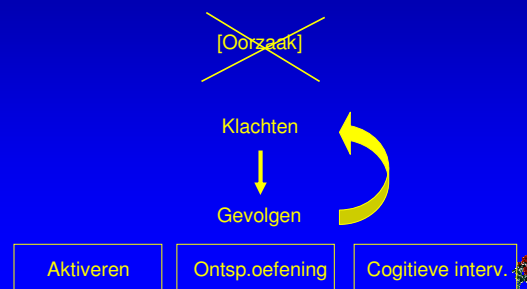 [Oorzaak]
Klachten
Gevolgen
Aktiveren
Ontsp.oefening
Cogitieve interv.